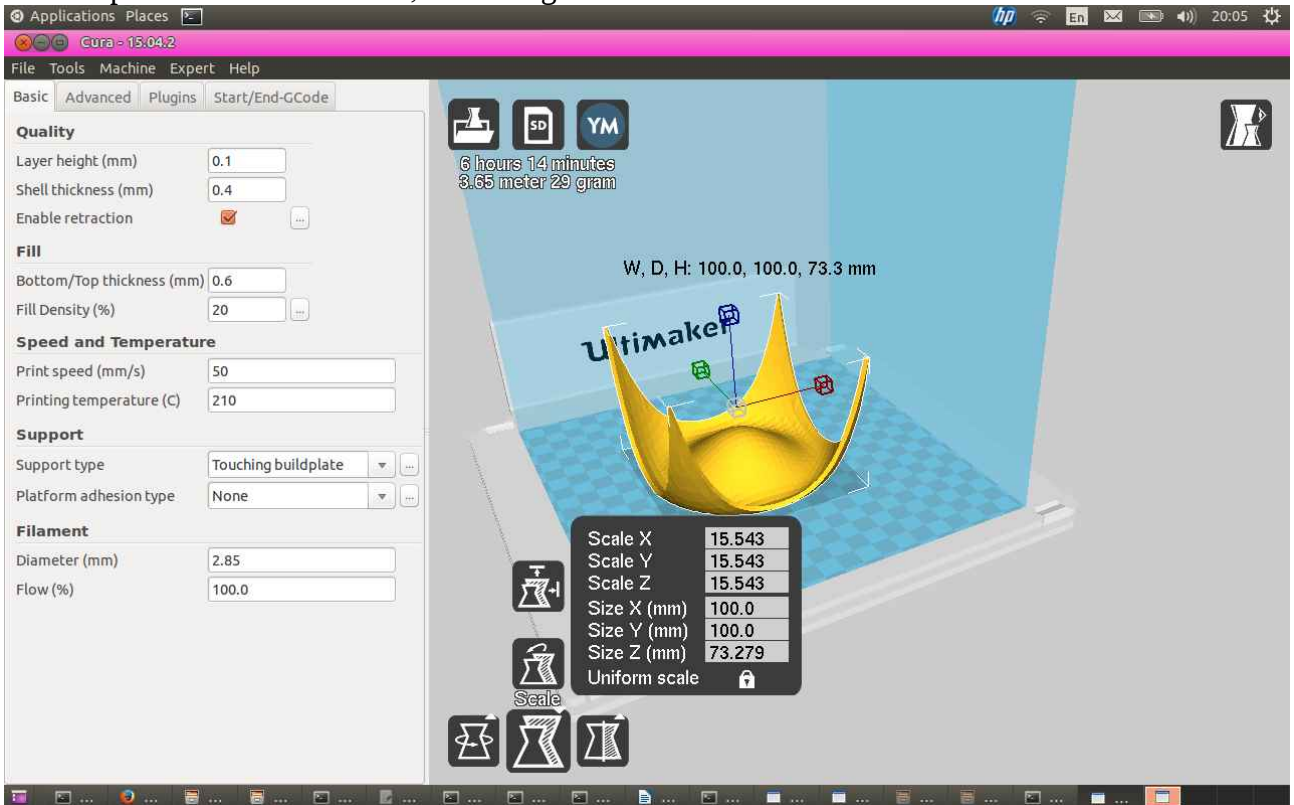 Applications Places
hp En 20:05
Cura - 15.04.2
File Tools Machine Expert Help
Basic Advanced Plugins Start/End-GCode
Quality
Layer height (mm) 0.1
Shell thickness (mm) 0.4
Enable retraction ...
Fill
Bottom/Top thickness (mm) 0.6
Fill Density (%) 20 ...
Speed and Temperature
Print speed (mm/s) 50
Printing temperature (C) 210
Support
Support type Touching buildplate ...
Platform adhesion type None ...
Filament
Diameter (mm) 2.85
Flow (%) 100.0
SD YM
6 hours 14 minutes
3.65 meter 29 gram
W, D, H: 100.0, 100.0, 73.3 mm
Ultimaker
Scale X 15.543
Scale Y 15.543
Scale Z 15.543
Size X (mm) 100.0
Size Y (mm) 100.0
Size Z (mm) 73.279
Uniform scale
Scale